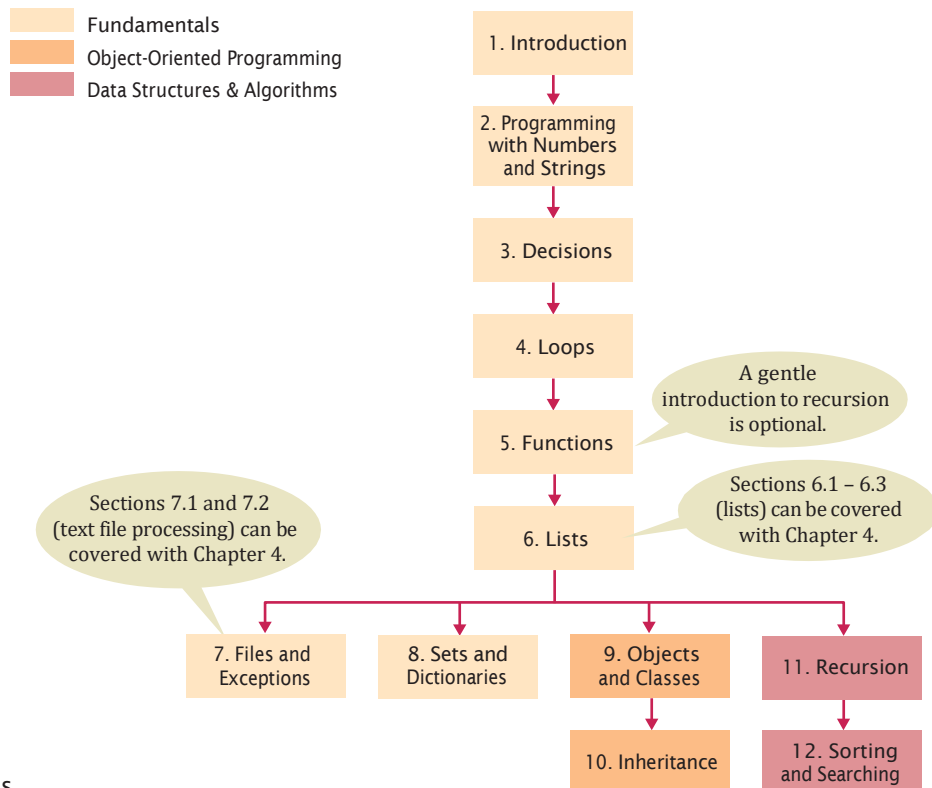 Fundamentals
Object-Oriented Programming
Data Structures & Algorithms
1. Introduction
2. Programming
with Numbers
and Strings
3. Decisions
4. Loops
A gentle
introduction to recursion
is optional.
5. Functions
Sections 6.1 – 6.3
(lists) can be covered
with Chapter 4.
Sections 7.1 and 7.2
(text file processing) can be
covered with Chapter 4.
6. Lists
7. Files and
Exceptions
8. Sets and
Dictionaries
9. Objects
and Classes
11. Recursion
10. Inheritance
12. Sorting
and Searching
s